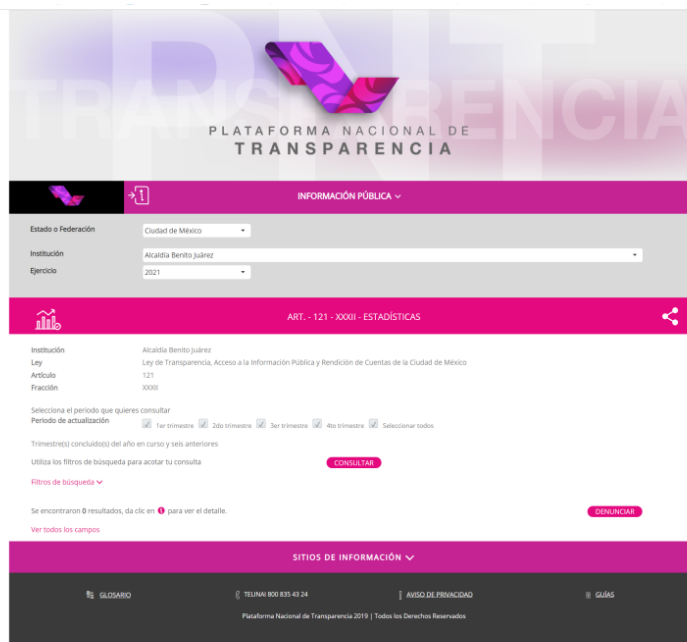 PNT
TRANSPARENCIA
PLATAFORMA NACIONAL DE
TRANSPARENCIA
INFORMACIÓN PÚBLICA
Estado o Federación
Ciudad de México
Institución
Alcaldía Benito Juárez
Ejercicio
2021
ART. - 121 - XXXII - ESTADÍSTICAS
Institución Alcaldía Benito Juárez
Ley Ley de Transparencia, Acceso a la Información Pública y Rendición de Cuentas de la Ciudad de México
Artículo 121
Fracción XXXII
Selecciona el periodo que quieres consultar
Periodo de actualización 1er trimestre 2do trimestre 3er trimestre 4to trimestre Seleccionar todos
Trimestre(s) concluido(s) del año en curso y seis anteriores
Utiliza los filtros de búsqueda para acotar tu consulta CONSULTAR
Filtros de búsqueda
Se encontraron 0 resultados, da clic en i para ver el detalle. DENUNCIAR
Ver todos los campos
SITIOS DE INFORMACIÓN
GLOSARIO TELINAI 800 835 43 24 AVISO DE PRIVACIDAD GUÍAS
Plataforma Nacional de Transparencia 2019 | Todos los Derechos Reservados